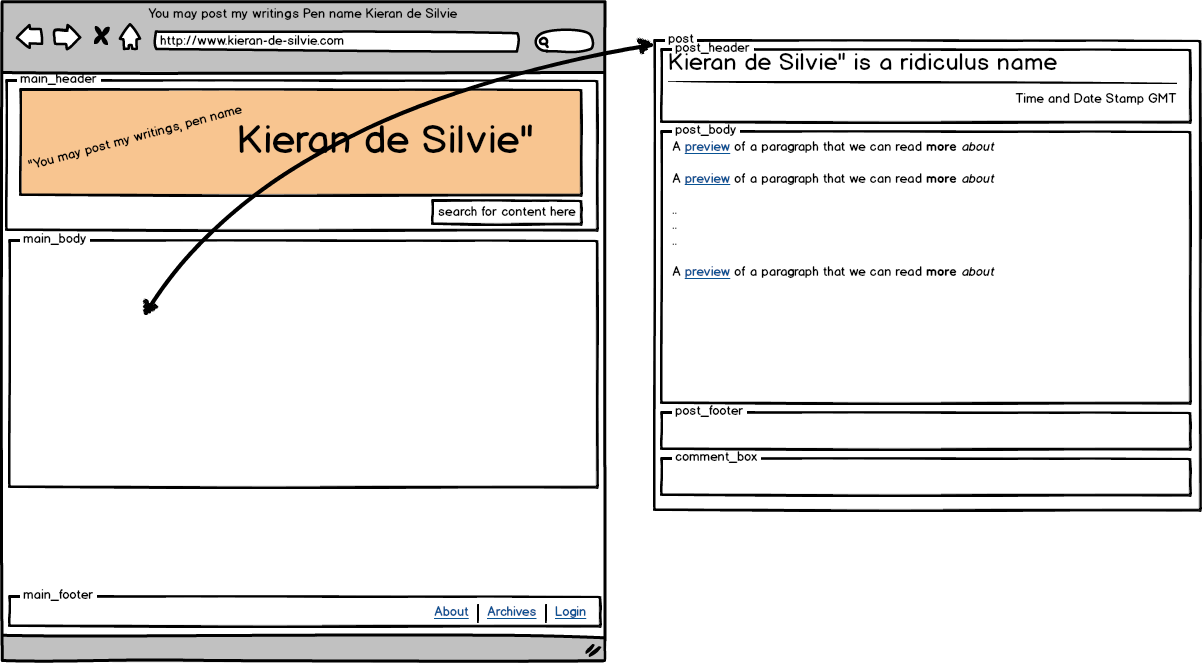 You may post my writings Pen name Kieran de Silvie
http://www.kieran-de-silvie.com
main_header
"You may post my writings, pen name
Kieran de Silvie"
search for content here
main_body
main_footer
About | Archives | Login
post
post_header
Kieran de Silvie" is a ridiculus name
Time and Date Stamp GMT
post_body
A preview of a paragraph that we can read more about
A preview of a paragraph that we can read more about
..
..
..
A preview of a paragraph that we can read more about
post_footer
comment_box